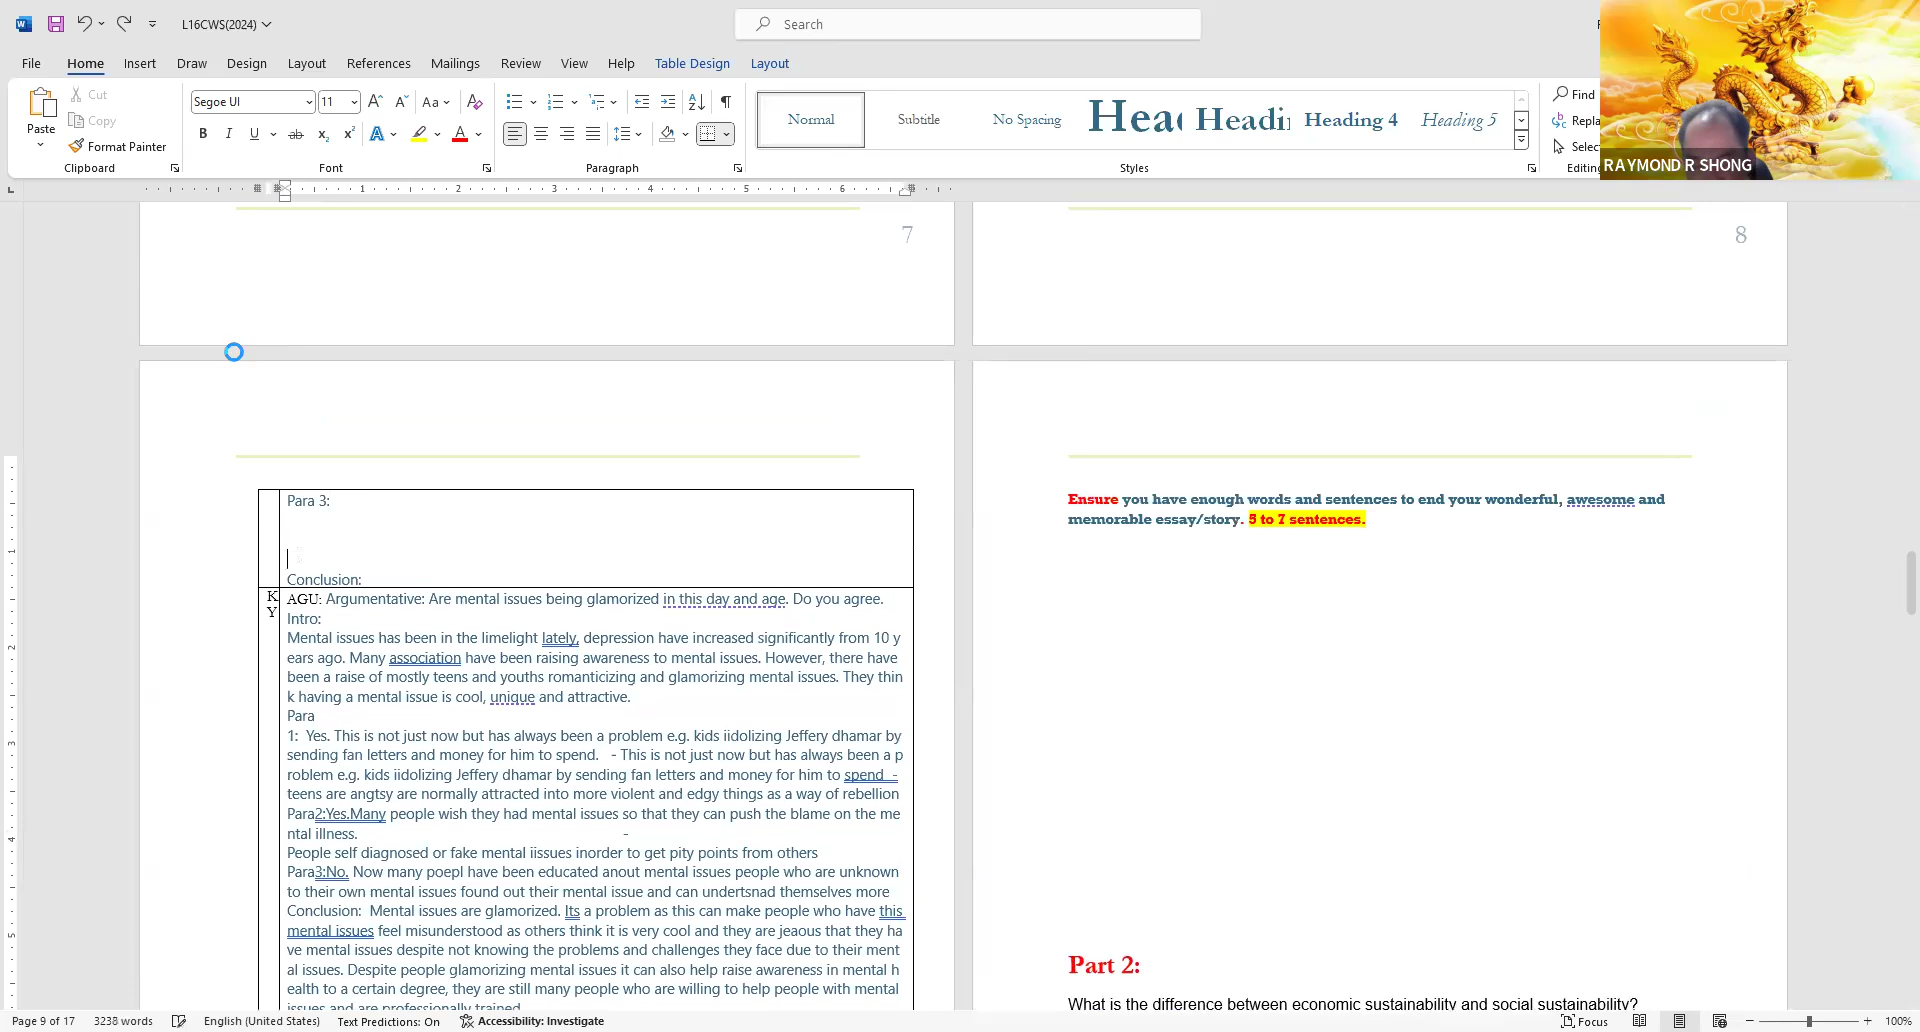 L16CWS(2024)
Search
RAYMOND R SHONG
File Home Insert Draw Design Layout References Mailings Review View Help Table Design Layout
Paste
Cut
Copy
Format Painter
Clipboard
Segoe UI 11
Font
Paragraph
Normal
Subtitle
No Spacing
Heading 4
Heading 5
Styles
Find
Editing
1 2 3 4 5 6
7
8
Para 3:
Conclusion:
K
Y
AGU: Argumentative: Are mental issues being glamorized in this day and age. Do you agree.
Intro:
Mental issues has been in the limelight lately, depression have increased significantly from 10 y
ears ago. Many association have been raising awareness to mental issues. However, there have
been a raise of mostly teens and youths romanticizing and glamorizing mental issues. They thin
k having a mental issue is cool, unique and attractive.
Para
1: Yes. This is not just now but has always been a problem e.g. kids iidolizing Jeffery dhamar by
sending fan letters and money for him to spend. - This is not just now but has always been a p
roblem e.g. kids iidolizing Jeffery dhamar by sending fan letters and money for him to spend -
teens are angtsy are normally attracted into more violent and edgy things as a way of rebellion
Para2:Yes.Many people wish they had mental issues so that they can push the blame on the me
ntal illness. -
People self diagnosed or fake mental iissues inorder to get pity points from others
Para3:No. Now many poepl have been educated anout mental issues people who are unknown
to their own mental issues found out their mental issue and can undertsnad themselves more
Conclusion: Mental issues are glamorized. Its a problem as this can make people who have this
mental issues feel misunderstood as others think it is very cool and they are jeaous that they ha
ve mental issues despite not knowing the problems and challenges they face due to their ment
al issues. Despite people glamorizing mental issues it can also help raise awareness in mental h
ealth to a certain degree, they are still many people who are willing to help people with mental
issues and are professionally trained
Ensure you have enough words and sentences to end your wonderful, awesome and
memorable essay/story. 5 to 7 sentences.
Part 2:
What is the difference between economic sustainability and social sustainability?
Page 9 of 17 3238 words English (United States) Text Predictions: On Accessibility: Investigate Focus 100%